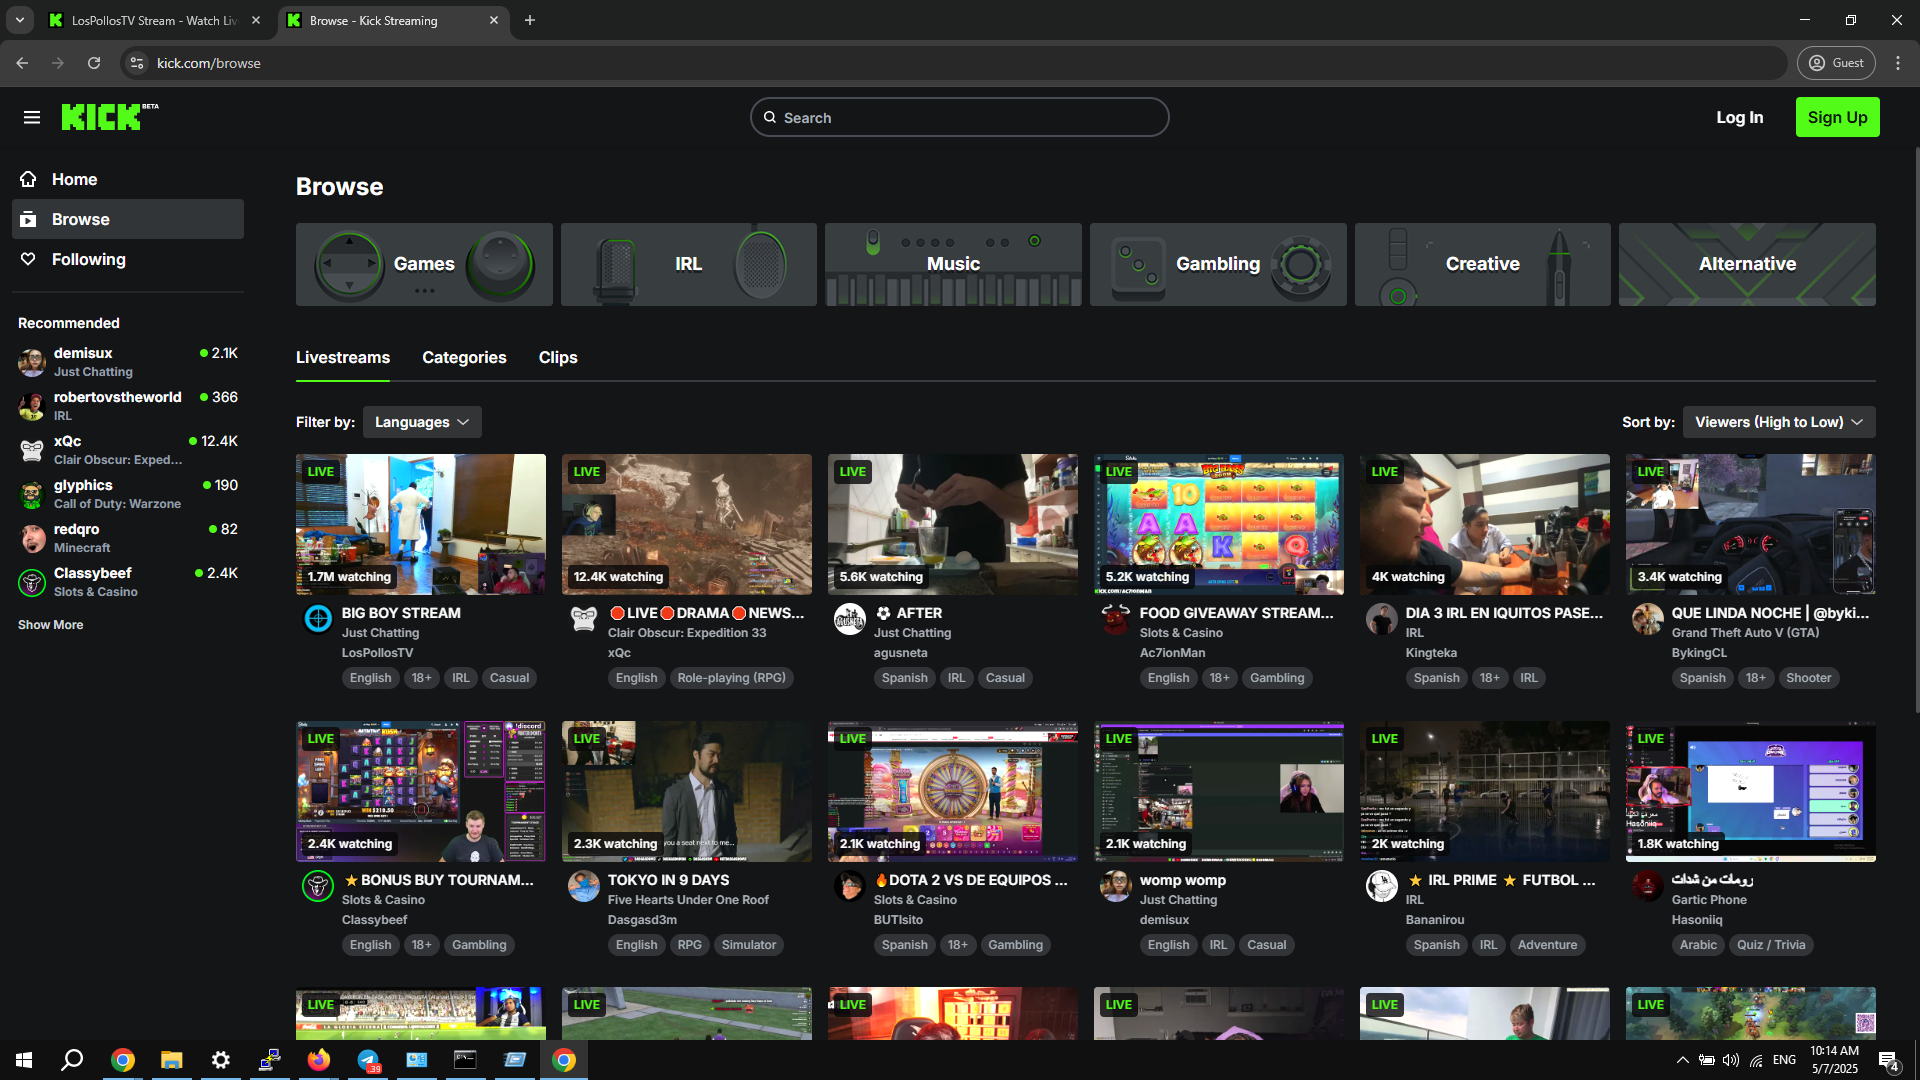 LosPollosTV Stream - Watch Liv
Browse - Kick Streaming
kick.com/browse
Guest
KICK BETA
Search
Log In
Sign Up
Home
Browse
Following
Recommended
demisux 2.1K
Just Chatting
robertovstheworld 366
IRL
xQc 12.4K
Clair Obscur: Exped...
glyphics 190
Call of Duty: Warzone
redqro 82
Minecraft
Classybeef 2.4K
Slots & Casino
Show More
Browse
Games
IRL
Music
Gambling
Creative
Alternative
Livestreams Categories Clips
Filter by: Languages
Sort by: Viewers (High to Low)
LIVE
1.7M watching
BIG BOY STREAM
Just Chatting
LosPollosTV
English 18+ IRL Casual
LIVE
12.4K watching
🛑LIVE🛑DRAMA🛑NEWS...
Clair Obscur: Expedition 33
xQc
English Role-playing (RPG)
LIVE
5.6K watching
⚽ AFTER
Just Chatting
agusneta
Spanish IRL Casual
LIVE
5.2K watching
FOOD GIVEAWAY STREAM...
Slots & Casino
Ac7ionMan
English 18+ Gambling
LIVE
4K watching
DIA 3 IRL EN IQUITOS PASE...
IRL
Kingteka
Spanish 18+ IRL
LIVE
3.4K watching
QUE LINDA NOCHE | @byki...
Grand Theft Auto V (GTA)
BykingCL
Spanish 18+ Shooter
LIVE
2.4K watching
⭐BONUS BUY TOURNAM...
Slots & Casino
Classybeef
English 18+ Gambling
LIVE
2.3K watching
TOKYO IN 9 DAYS
Five Hearts Under One Roof
Dasgasd3m
English RPG Simulator
LIVE
2.1K watching
🔥DOTA 2 VS DE EQUIPOS ...
Slots & Casino
BUTIsito
Spanish 18+ Gambling
LIVE
2.1K watching
womp womp
Just Chatting
demisux
English IRL Casual
LIVE
2K watching
⭐ IRL PRIME ⭐ FUTBOL ...
IRL
Bananirou
Spanish IRL Adventure
LIVE
1.8K watching
رومات من شدات
Gartic Phone
Hasoniiq
Arabic Quiz / Trivia
LIVE
LIVE
LIVE
LIVE
LIVE
LIVE
39
ENG
10:14 AM
5/7/2025
4